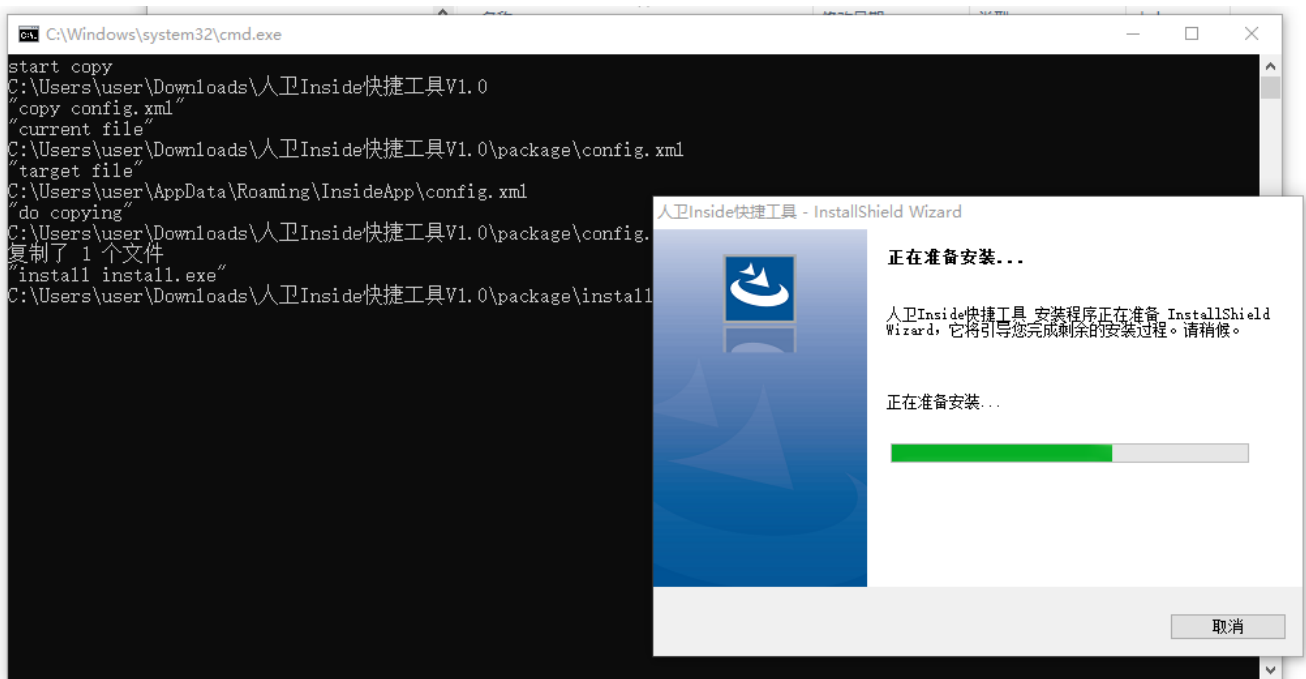 C:\Windows\system32\cmd.exe
start copy
C:\Users\user\Downloads\人卫Inside快捷工具V1.0
"copy config.xml"
"current file"
C:\Users\user\Downloads\人卫Inside快捷工具V1.0\package\config.xml
"target file"
C:\Users\user\AppData\Roaming\InsideApp\config.xml
"do copying"
C:\Users\user\Downloads\人卫Inside快捷工具V1.0\package\config.
复制了 1 个文件
"install install.exe"
C:\Users\user\Downloads\人卫Inside快捷工具V1.0\package\install
人卫Inside快捷工具 - InstallShield Wizard
正在准备安装...
人卫Inside快捷工具 安装程序正在准备 InstallShield
Wizard，它将引导您完成剩余的安装过程。请稍候。
正在准备安装...
取消